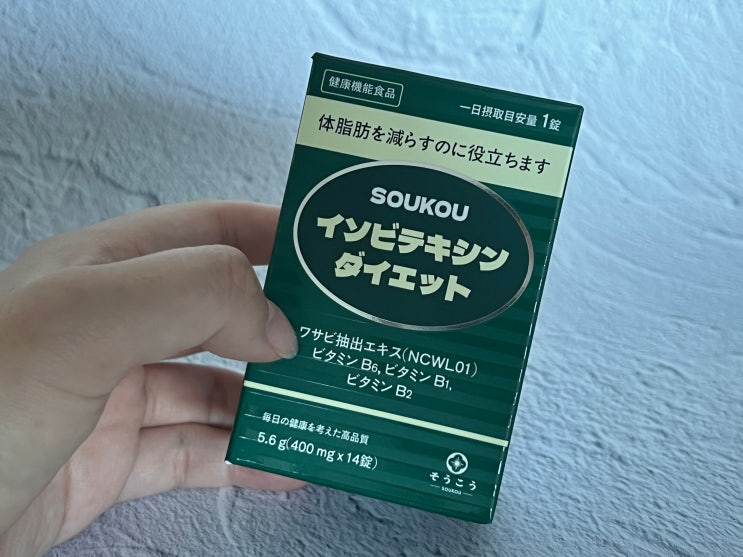 健康機能食品
一日摂取目安量 1錠
体脂肪を減らすのに役立ちます
SOUKOU
イソビテキシン
ダイエット
ワサビ抽出エキス(NCWL01)
ビタミン B6, ビタミン B1,
ビタミン B2
毎日の健康を考えた高品質
5.6 g(400 mg x 14錠)
そうこう
SOUKOU